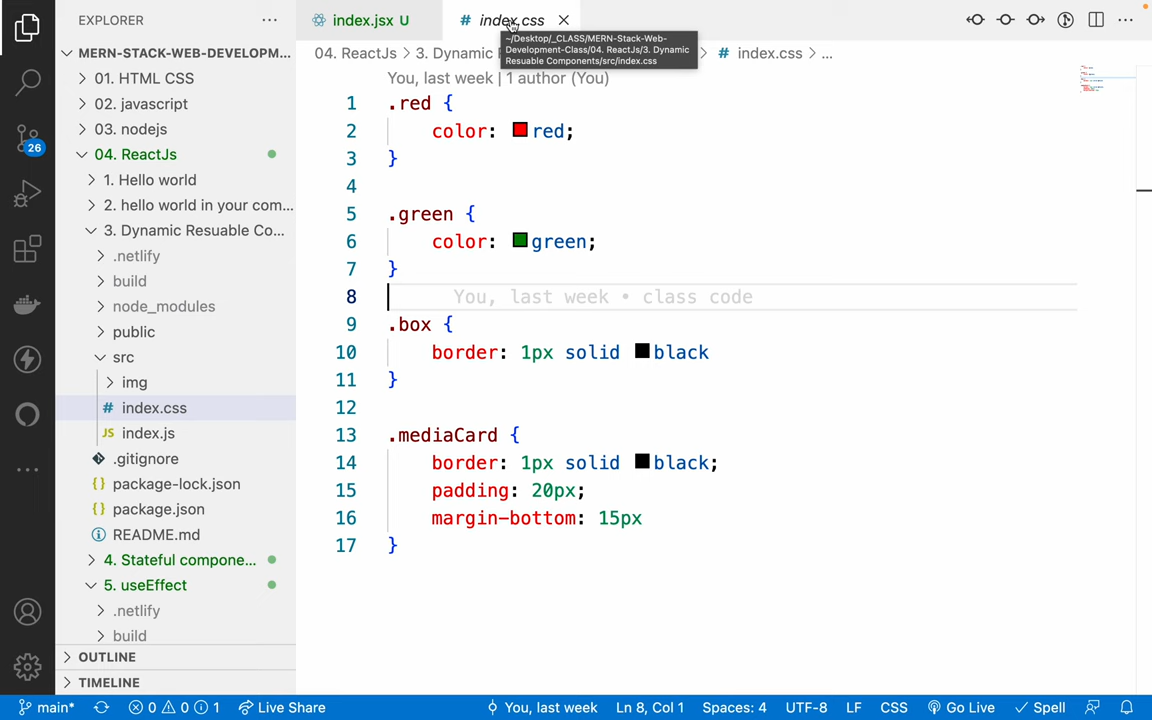 EXPLORER
index.jsx U
# index.css
~/Desktop/_CLASS/MERN-Stack-Web-
Development-Class/04. ReactJs/3. Dynamic
Resuable Components/src/index.css
MERN-STACK-WEB-DEVELOPM...
04. ReactJs > 3. Dynamic > # index.css > ...
01. HTML CSS
02. javascript
03. nodejs
04. ReactJs
1. Hello world
2. hello world in your com...
3. Dynamic Resuable Co...
.netlify
build
node_modules
public
src
img
# index.css
JS index.js
.gitignore
{} package-lock.json
{} package.json
README.md
4. Stateful compone...
5. useEffect
.netlify
build
OUTLINE
TIMELINE
26
You, last week | 1 author (You)
1 .red {
2 color: red;
3 }
4
5 .green {
6 color: green;
7 }
8 You, last week • class code
9 .box {
10 border: 1px solid black
11 }
12
13 .mediaCard {
14 border: 1px solid black;
15 padding: 20px;
16 margin-bottom: 15px
17 }
main* 0 0 1 Live Share You, last week Ln 8, Col 1 Spaces: 4 UTF-8 LF CSS Go Live Spell